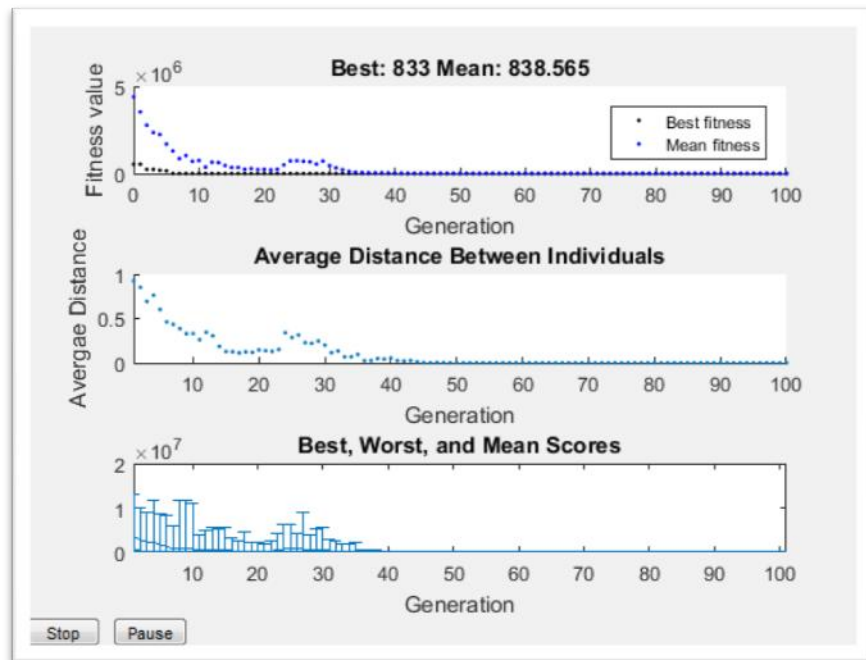 Best: 833 Mean: 838.565
×10^6
Fitness value
5
0
Best fitness
Mean fitness
0 10 20 30 40 50 60 70 80 90 100
Generation
Average Distance Between Individuals
Avergae Distance
1
0.5
0
10 20 30 40 50 60 70 80 90 100
Generation
Best, Worst, and Mean Scores
×10^7
2
1
0
10 20 30 40 50 60 70 80 90 100
Generation
Stop Pause